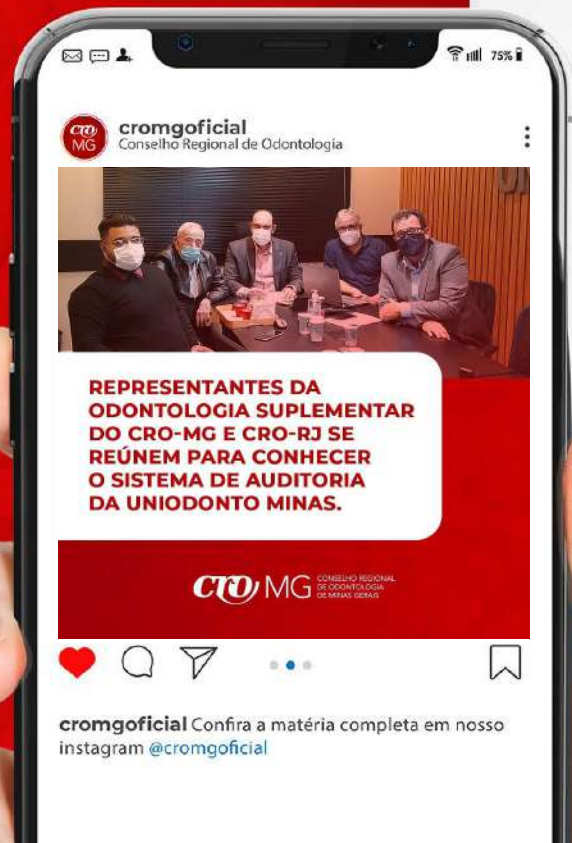 75%
CRO
MG
cromgoficial
Conselho Regional de Odontologia
REPRESENTANTES DA
ODONTOLOGIA SUPLEMENTAR
DO CRO-MG E CRO-RJ SE
REÚNEM PARA CONHECER
O SISTEMA DE AUDITORIA
DA UNIODONTO MINAS.
CRO MG
CONSELHO REGIONAL
DE ODONTOLOGIA
DE MINAS GERAIS
cromgoficial Confira a matéria completa em nosso
instagram @cromgoficial